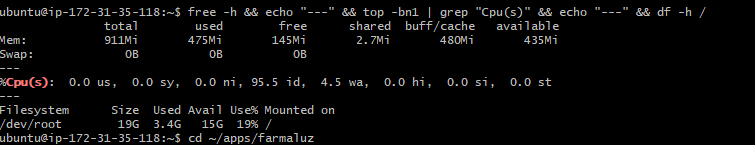 ubuntu@ip-172-31-35-118:~$ free -h && echo "---" && top -bn1 | grep "Cpu(s)" && echo "---" && df -h /
total used free shared buff/cache available
Mem: 911Mi 475Mi 145Mi 2.7Mi 480Mi 435Mi
Swap: 0B 0B 0B
---
%Cpu(s): 0.0 us, 0.0 sy, 0.0 ni, 95.5 id, 4.5 wa, 0.0 hi, 0.0 si, 0.0 st
---
Filesystem Size Used Avail Use% Mounted on
/dev/root 19G 3.4G 15G 19% /
ubuntu@ip-172-31-35-118:~$ cd ~/apps/farmaluz